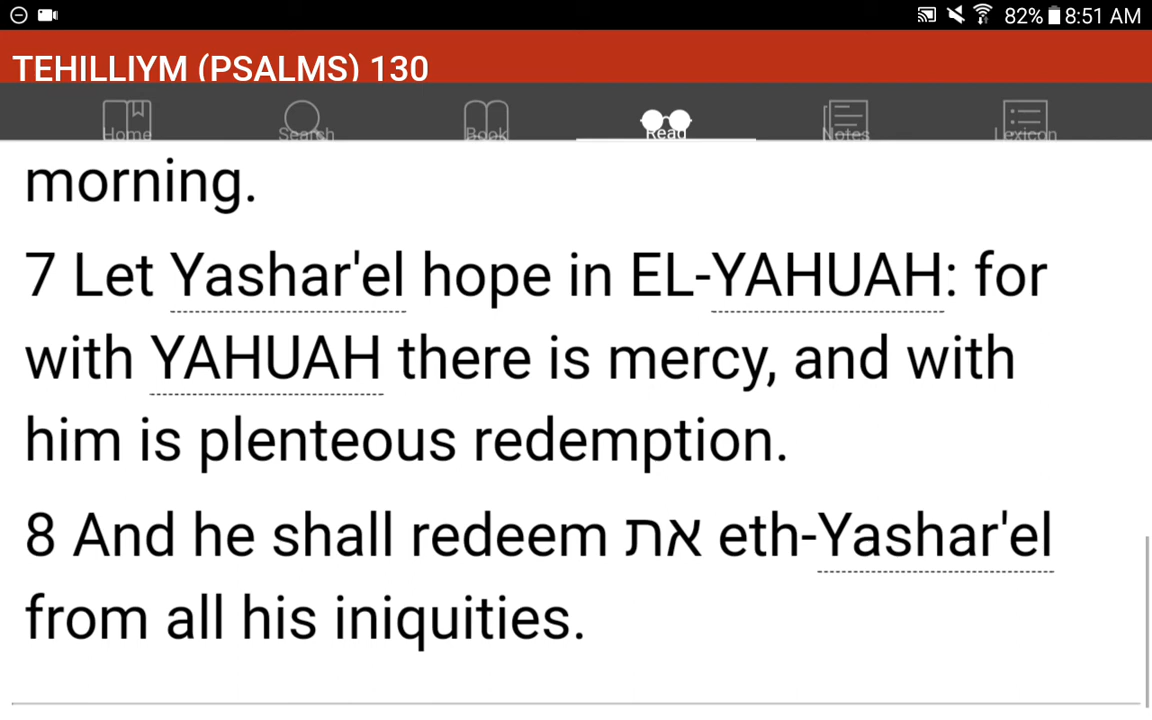 82% 8:51 AM
TEHILLIYM (PSALMS) 130
Home Search Book Read Notes Lexicon
morning.
7 Let Yashar'el hope in EL-YAHUAH: for
with YAHUAH there is mercy, and with
him is plenteous redemption.
8 And he shall redeem את eth-Yashar'el
from all his iniquities.